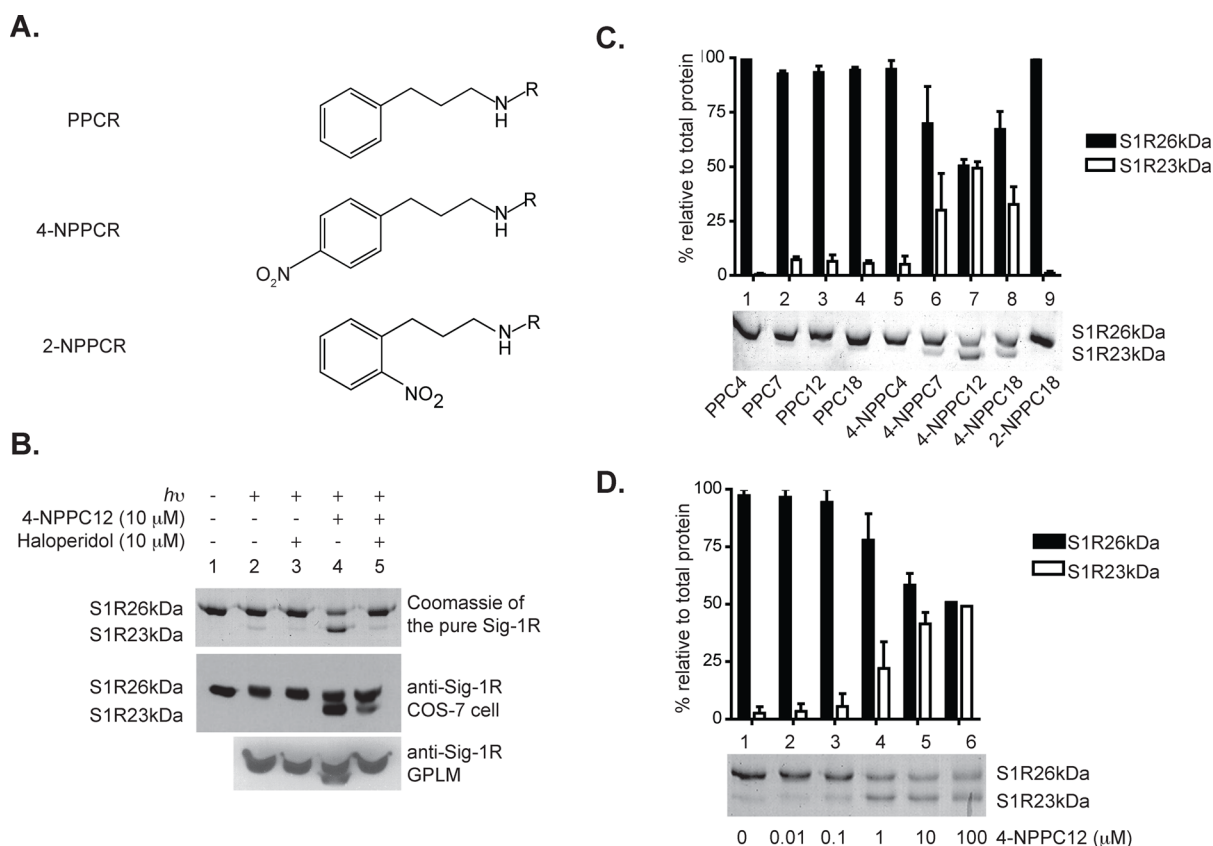 A.
PPCR
N
H
R
4-NPPCR
O2N
N
H
R
2-NPPCR
NO2
N
H
R
B.
hυ - + + + +
4-NPPC12 (10 μM) - - - + +
Haloperidol (10 μM) - - + - +
1 2 3 4 5
S1R26kDa
S1R23kDa
Coomassie of
the pure Sig-1R
S1R26kDa
S1R23kDa
anti-Sig-1R
COS-7 cell
anti-Sig-1R
GPLM
C.
% relative to total protein
100
75
50
25
0
S1R26kDa
S1R23kDa
1 2 3 4 5 6 7 8 9
S1R26kDa
S1R23kDa
PPC4
PPC7
PPC12
PPC18
4-NPPC4
4-NPPC7
4-NPPC12
4-NPPC18
2-NPPC18
D.
% relative to total protein
100
75
50
25
0
S1R26kDa
S1R23kDa
1 2 3 4 5 6
S1R26kDa
S1R23kDa
0 0.01 0.1 1 10 100 4-NPPC12 (μM)